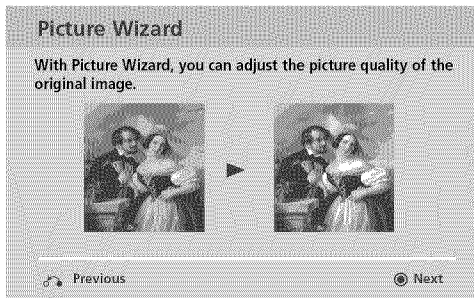 Picture Wizard
With Picture Wizard, you can adjust the picture quality of the
original image.
Previous
Next